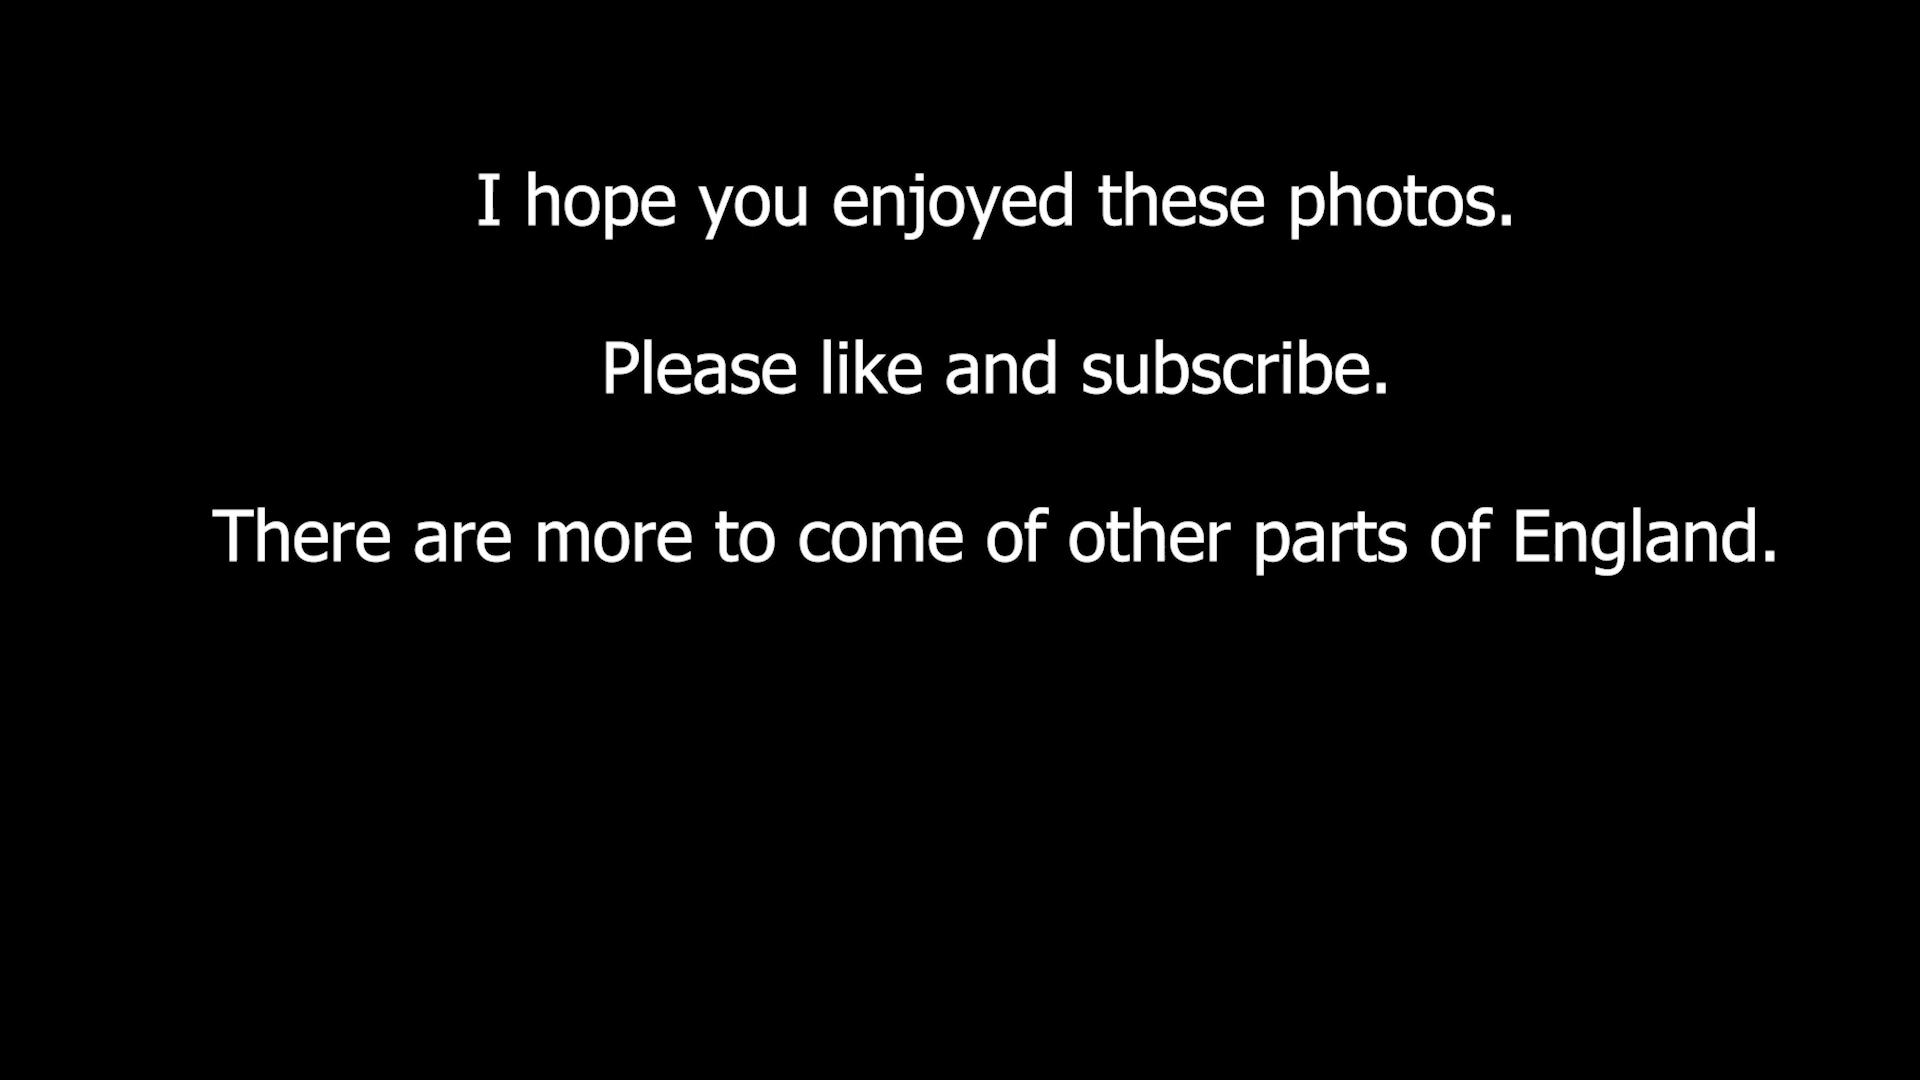 I hope you enjoyed these photos.
Please like and subscribe.
There are more to come of other parts of England.